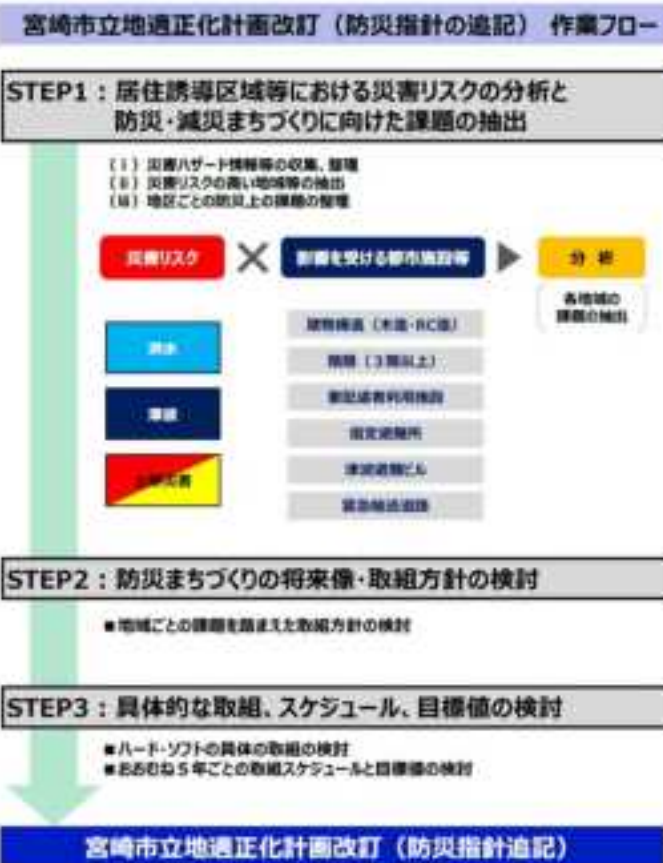 宮崎市立地適正化計画改訂（防災指針の追記） 作業フロー
STEP1：居住誘導区域等における災害リスクの分析と
防災・減災まちづくりに向けた課題の抽出
（ⅰ）災害ハザード情報等の収集、整理
（ⅱ）災害リスクの高い地域等の抽出
（ⅲ）地区ごとの防災上の課題の整理
災害リスク × 影響を受ける都市施設等 分 析
各地域の
課題の抽出
建物構造（木造・RC造）
洪水
階層（3階以上）
要配慮者利用施設
津波
指定避難所
土砂災害
津波避難ビル
緊急輸送道路
STEP2：防災まちづくりの将来像・取組方針の検討
■地域ごとの課題を踏まえた取組方針の検討
STEP3：具体的な取組、スケジュール、目標値の検討
■ハード・ソフトの具体の取組の検討
■おおむね5年ごとの取組スケジュールと目標値の検討
宮崎市立地適正化計画改訂（防災指針追記）